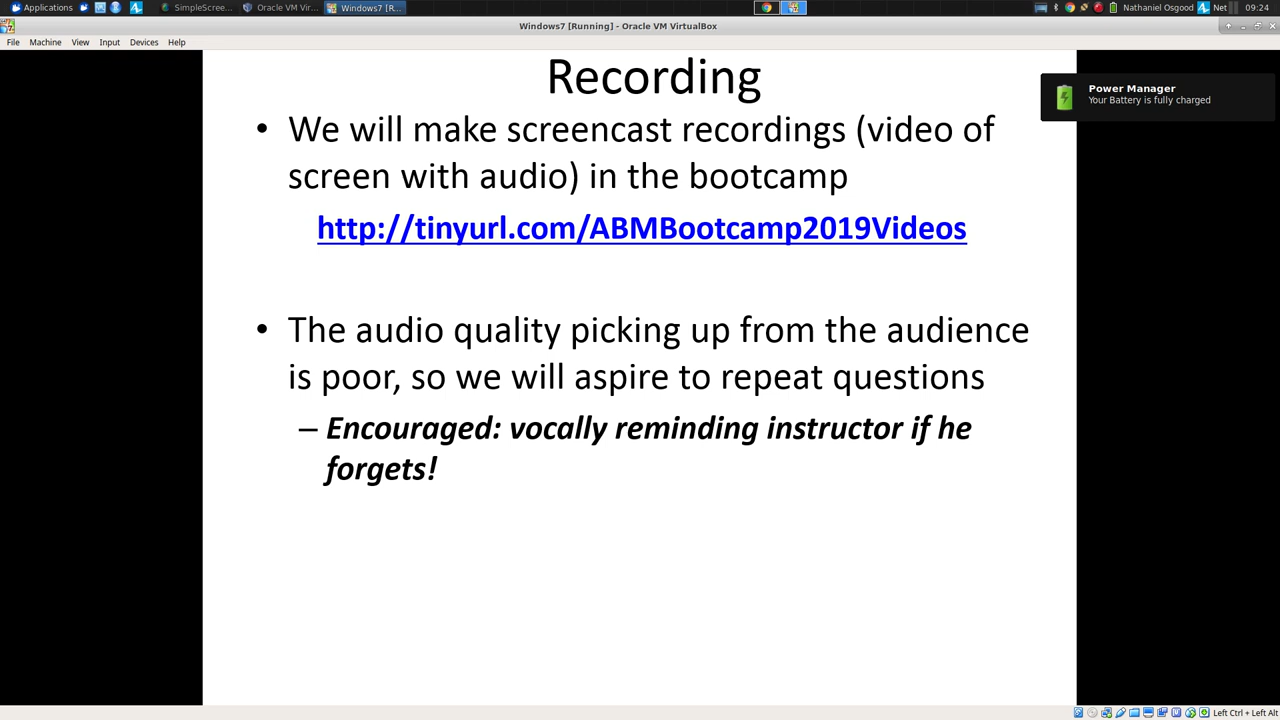 Applications
SimpleScree...
Oracle VM Vir...
Windows7 [R...
Nathaniel Osgood
Net
09:24
Windows7 [Running] - Oracle VM VirtualBox
File Machine View Input Devices Help
Recording
Power Manager
Your Battery is fully charged
• We will make screencast recordings (video of
screen with audio) in the bootcamp
http://tinyurl.com/ABMBootcamp2019Videos
• The audio quality picking up from the audience
is poor, so we will aspire to repeat questions
– Encouraged: vocally reminding instructor if he
forgets!
Left Ctrl + Left Alt